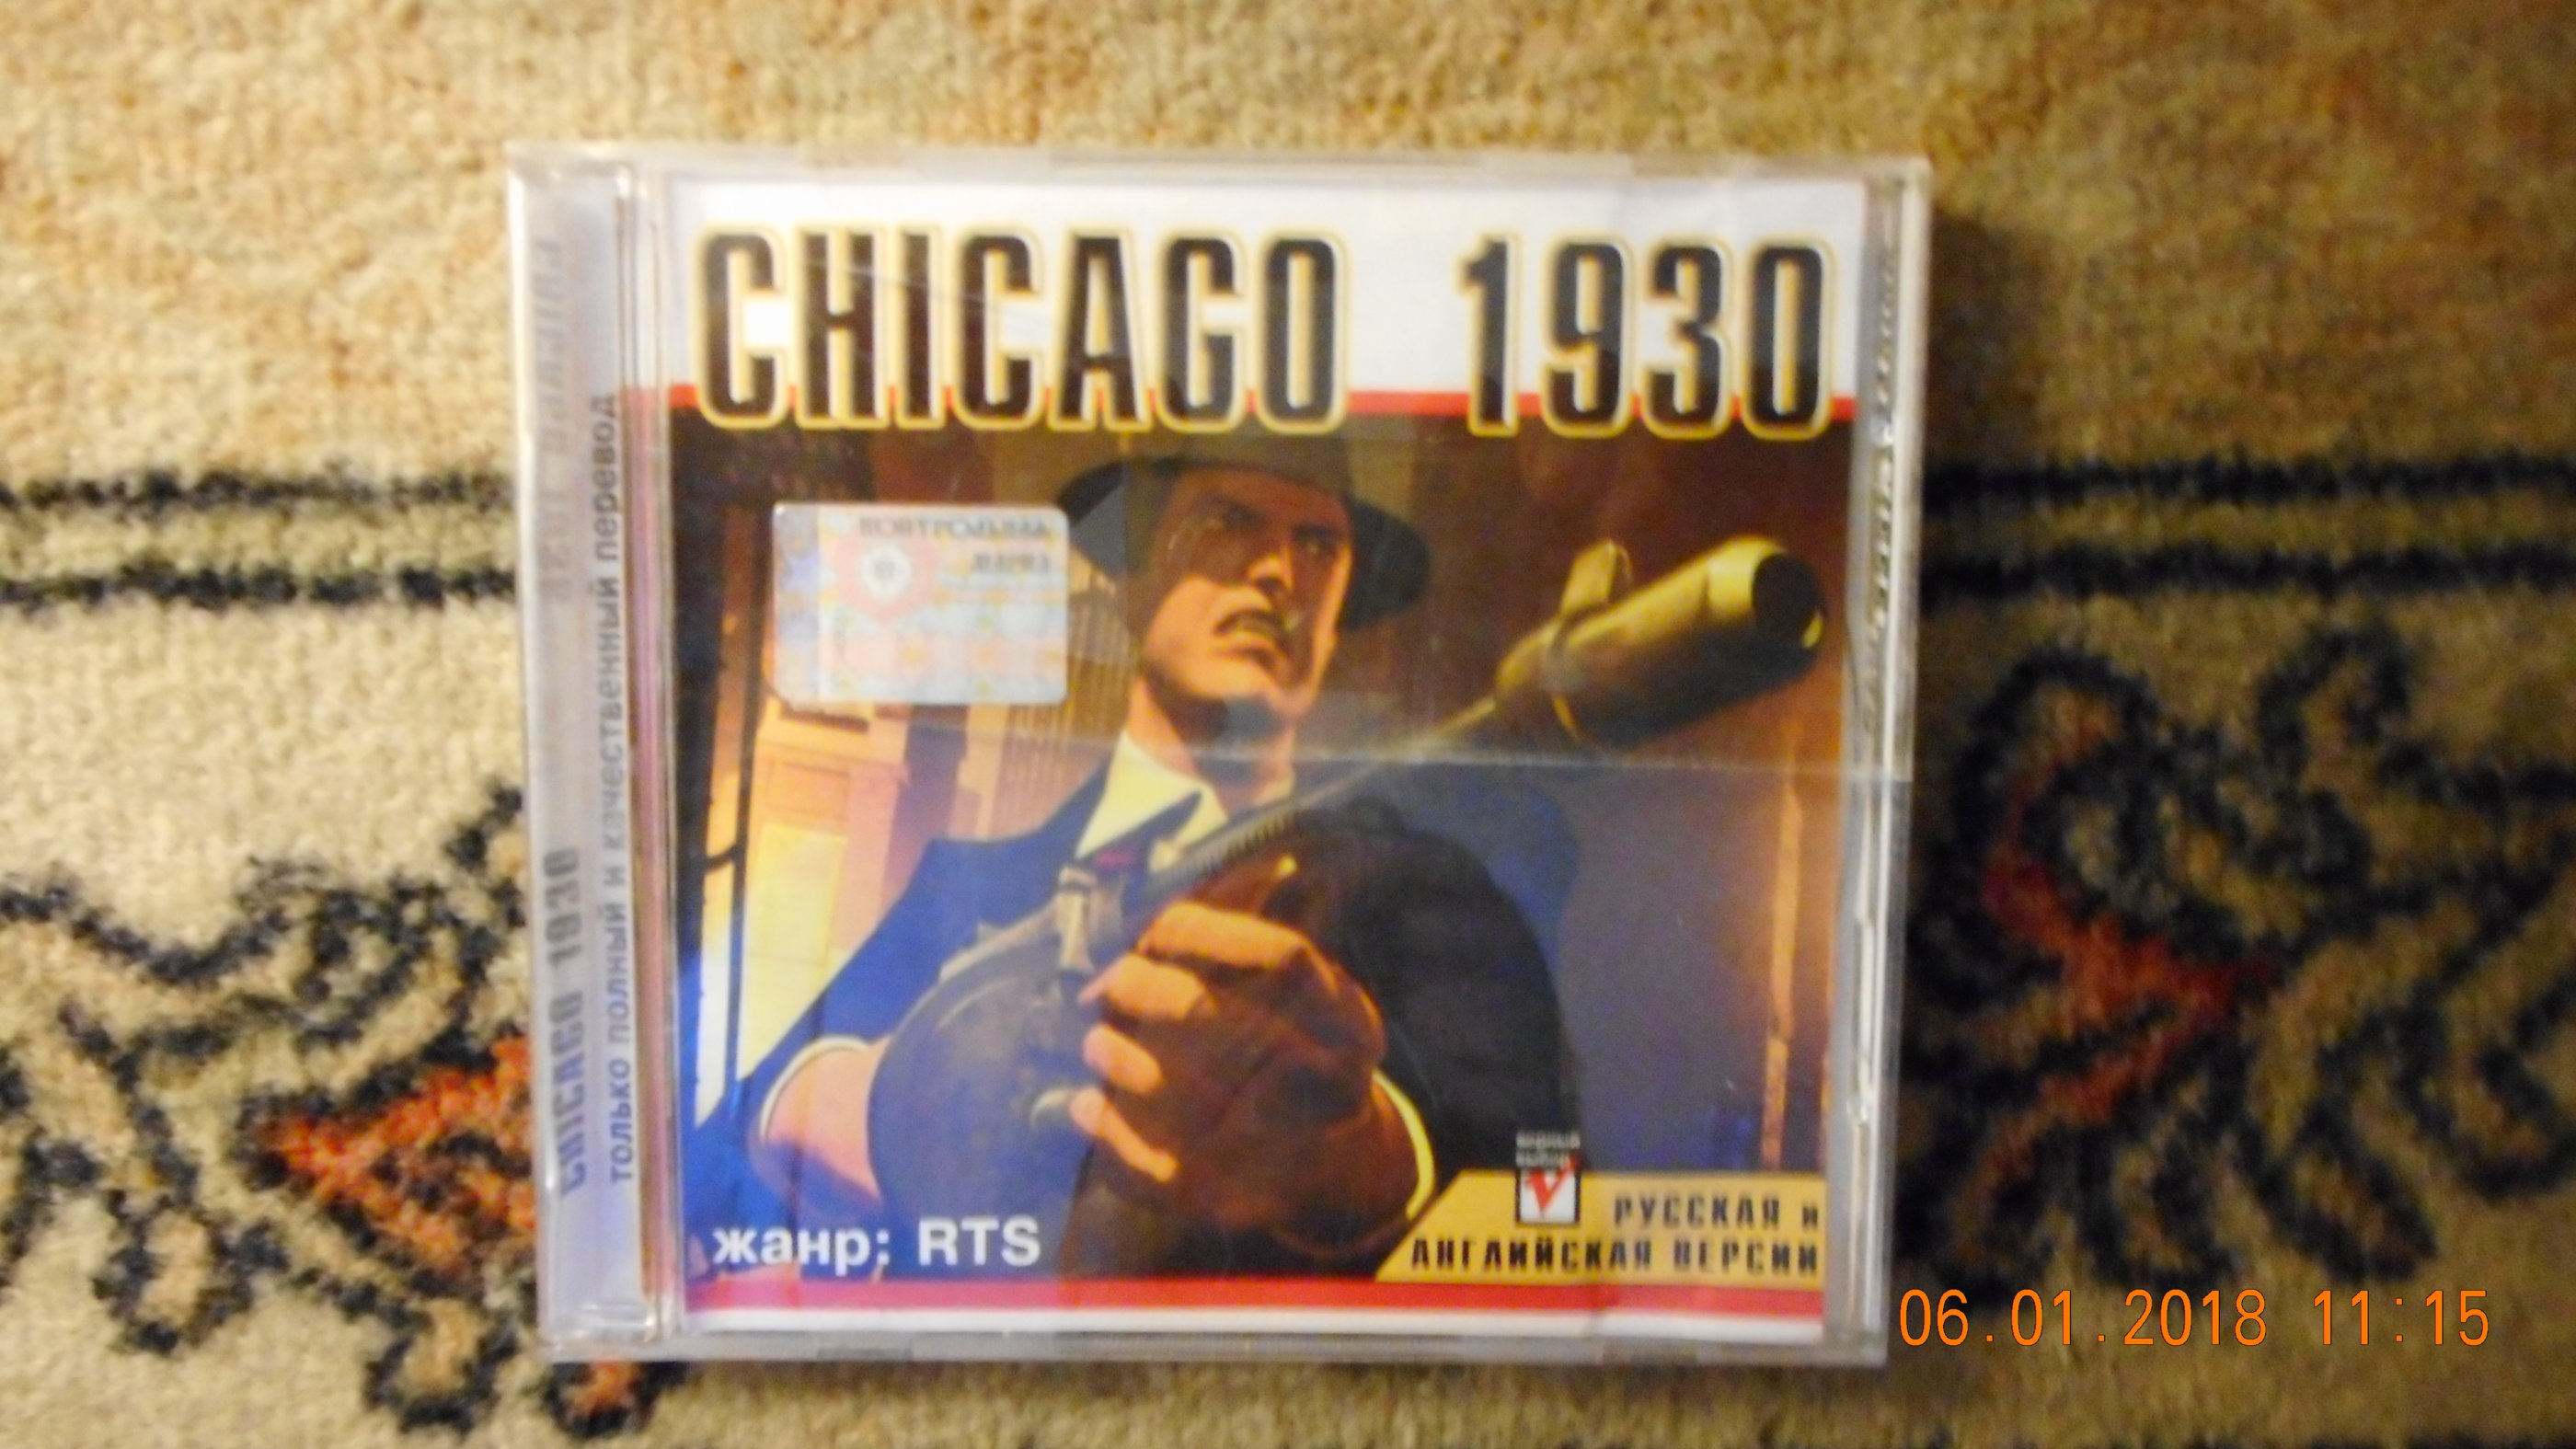 CHICAGO 1930
CHICAGO 1930
только полный и качественный перевод
жанр: RTS
РУССКАЯ и
АНГЛИЙСКАЯ ВЕРСИИ
06.01.2018 11:15